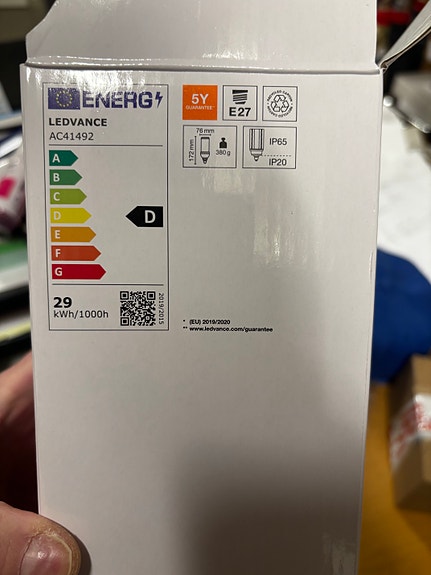 ENERG
LEDVANCE
AC41492
A
B
C
D
E
F
G
D
29
kWh/1000h
2019/2015
5Y
GUARANTEE**
E27
76 mm
172 mm
380 g
IP65
IP20
* (EU) 2019/2020
** www.ledvance.com/guarantee